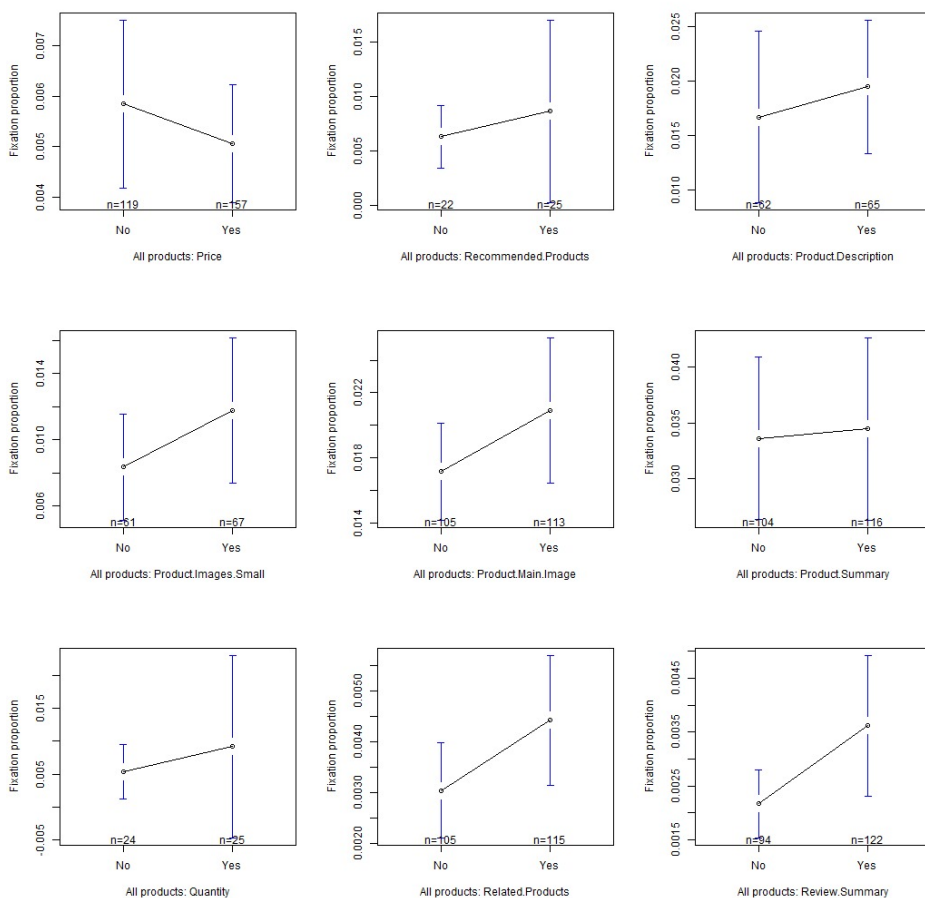 Fixation proportion
0.004 0.005 0.006 0.007
n=119 n=157
No Yes
All products: Price
Fixation proportion
0.000 0.005 0.010 0.015
n=22 n=25
No Yes
All products: Recommended.Products
Fixation proportion
0.010 0.015 0.020 0.025
n=62 n=65
No Yes
All products: Product.Description
Fixation proportion
0.006 0.010 0.014
n=61 n=67
No Yes
All products: Product.Images.Small
Fixation proportion
0.014 0.018 0.022
n=105 n=113
No Yes
All products: Product.Main.Image
Fixation proportion
0.030 0.035 0.040
n=104 n=116
No Yes
All products: Product.Summary
Fixation proportion
-0.005 0.005 0.015
n=24 n=25
No Yes
All products: Quantity
Fixation proportion
0.0020 0.0030 0.0040 0.0050
n=105 n=115
No Yes
All products: Related.Products
Fixation proportion
0.0015 0.0025 0.0035 0.0045
n=94 n=122
No Yes
All products: Review.Summary